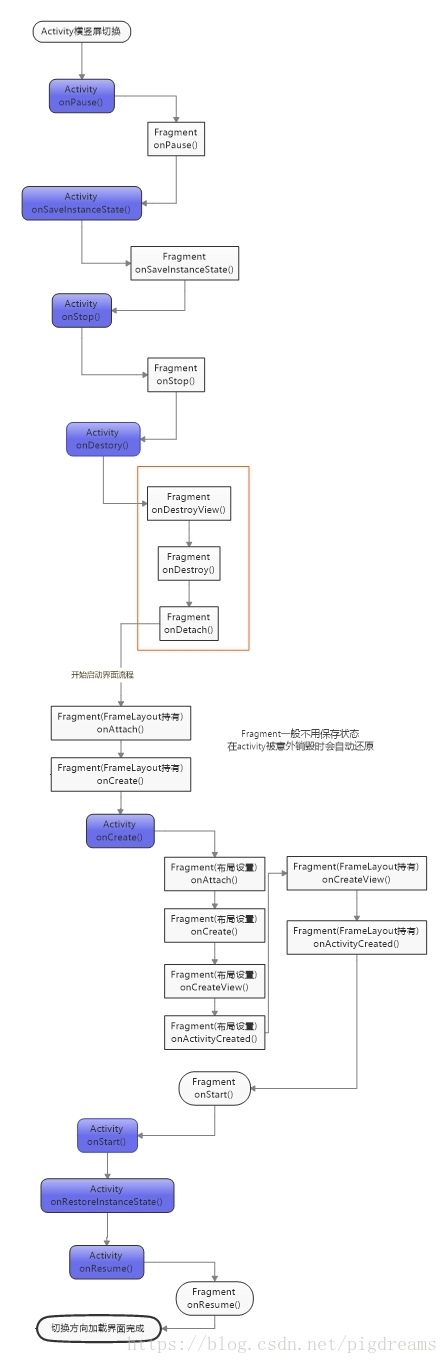 Activity横竖屏切换
Activity
onPause()
Fragment
onPause()
Activity
onSaveInstanceState()
Fragment
onSaveInstanceState()
Activity
onStop()
Fragment
onStop()
Activity
onDestory()
Fragment
onDestroyView()
Fragment
onDestroy()
Fragment
onDetach()
开始启动界面流程
Fragment(FrameLayout持有)
onAttach()
Fragment一般不用保存状态
在activity被意外销毁时会自动还原
Fragment(FrameLayout持有)
onCreate()
Activity
onCreate()
Fragment(布局设置)
onAttach()
Fragment(布局设置)
onCreate()
Fragment(布局设置)
onCreateView()
Fragment(布局设置)
onActivityCreated()
Fragment(FrameLayout持有)
onCreateView()
Fragment(FrameLayout持有)
onActivityCreated()
Fragment
onStart()
Activity
onStart()
Activity
onRestoreInstanceState()
Activity
onResume()
Fragment
onResume()
切换方向加载界面完成
https://blog.csdn.net/pigdreams